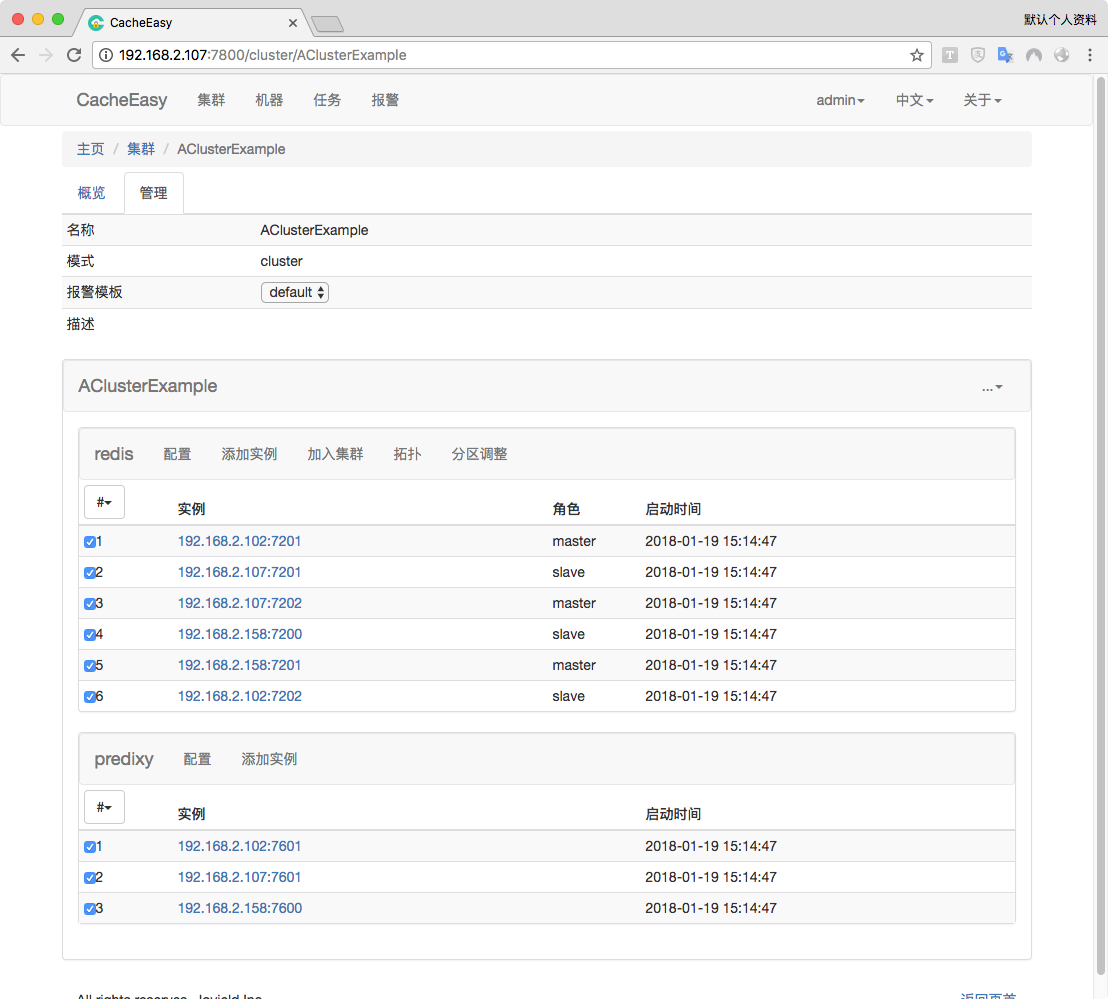 CacheEasy
默认个人资料
192.168.2.107:7800/cluster/AClusterExample
CacheEasy 集群 机器 任务 报警 admin 中文 关于
主页 / 集群 / AClusterExample
概览 管理
名称 AClusterExample
模式 cluster
报警模板 default
描述
AClusterExample ...
redis 配置 添加实例 加入集群 拓扑 分区调整
# 实例 角色 启动时间
1 192.168.2.102:7201 master 2018-01-19 15:14:47
2 192.168.2.107:7201 slave 2018-01-19 15:14:47
3 192.168.2.107:7202 master 2018-01-19 15:14:47
4 192.168.2.158:7200 slave 2018-01-19 15:14:47
5 192.168.2.158:7201 master 2018-01-19 15:14:47
6 192.168.2.102:7202 slave 2018-01-19 15:14:47
predixy 配置 添加实例
# 实例 启动时间
1 192.168.2.102:7601 2018-01-19 15:14:47
2 192.168.2.107:7601 2018-01-19 15:14:47
3 192.168.2.158:7600 2018-01-19 15:14:47
All rights reserve 返回页首